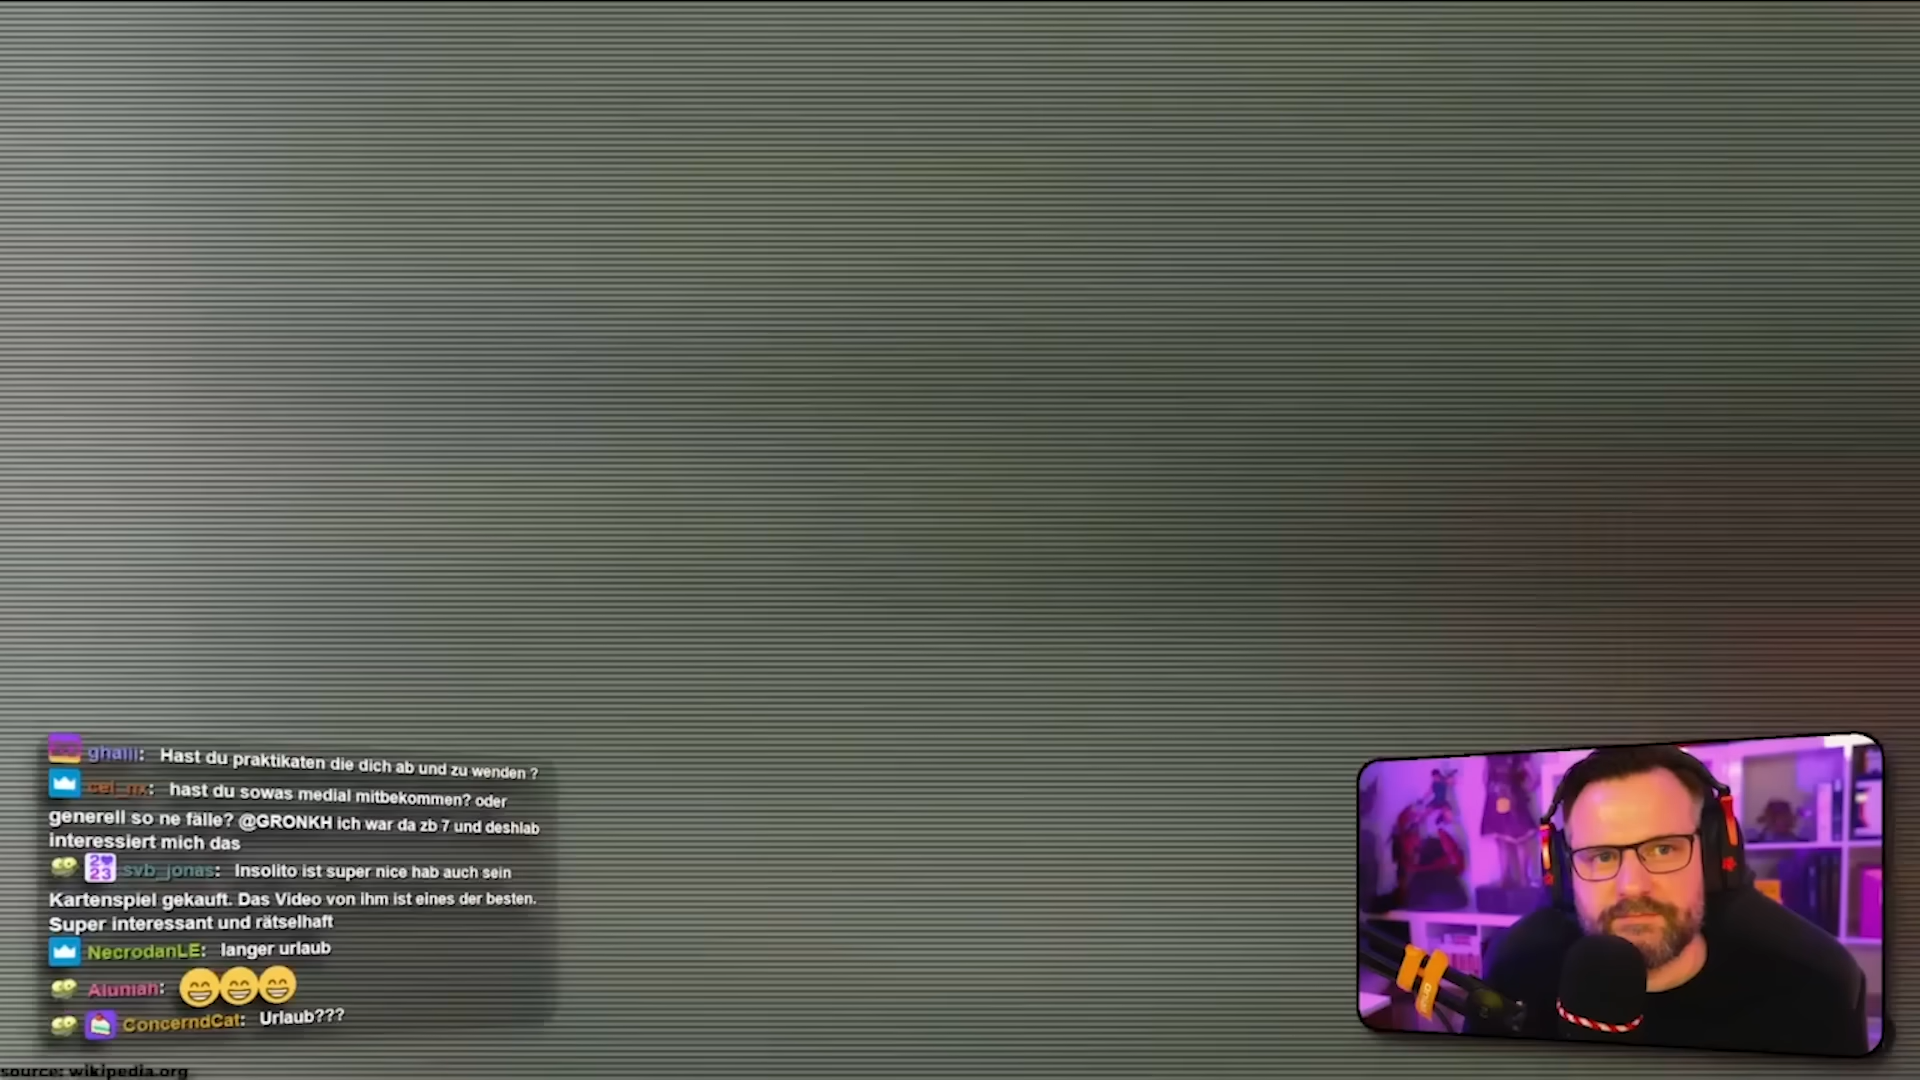 ghalii: Hast du praktikaten die dich ab und zu wenden ?
hast du sowas medial mitbekommen? oder
generell so ne fälle? @GRONKH ich war da zb 7 und deshlab
interessiert mich das
svb_jonas: Insolito ist super nice hab auch sein
Kartenspiel gekauft. Das Video von ihm ist eines der besten.
Super interessant und rätselhaft
NecrodanLE: langer urlaub
Aluniah:
ConcerndCat: Urlaub???
source: wikipedia.org